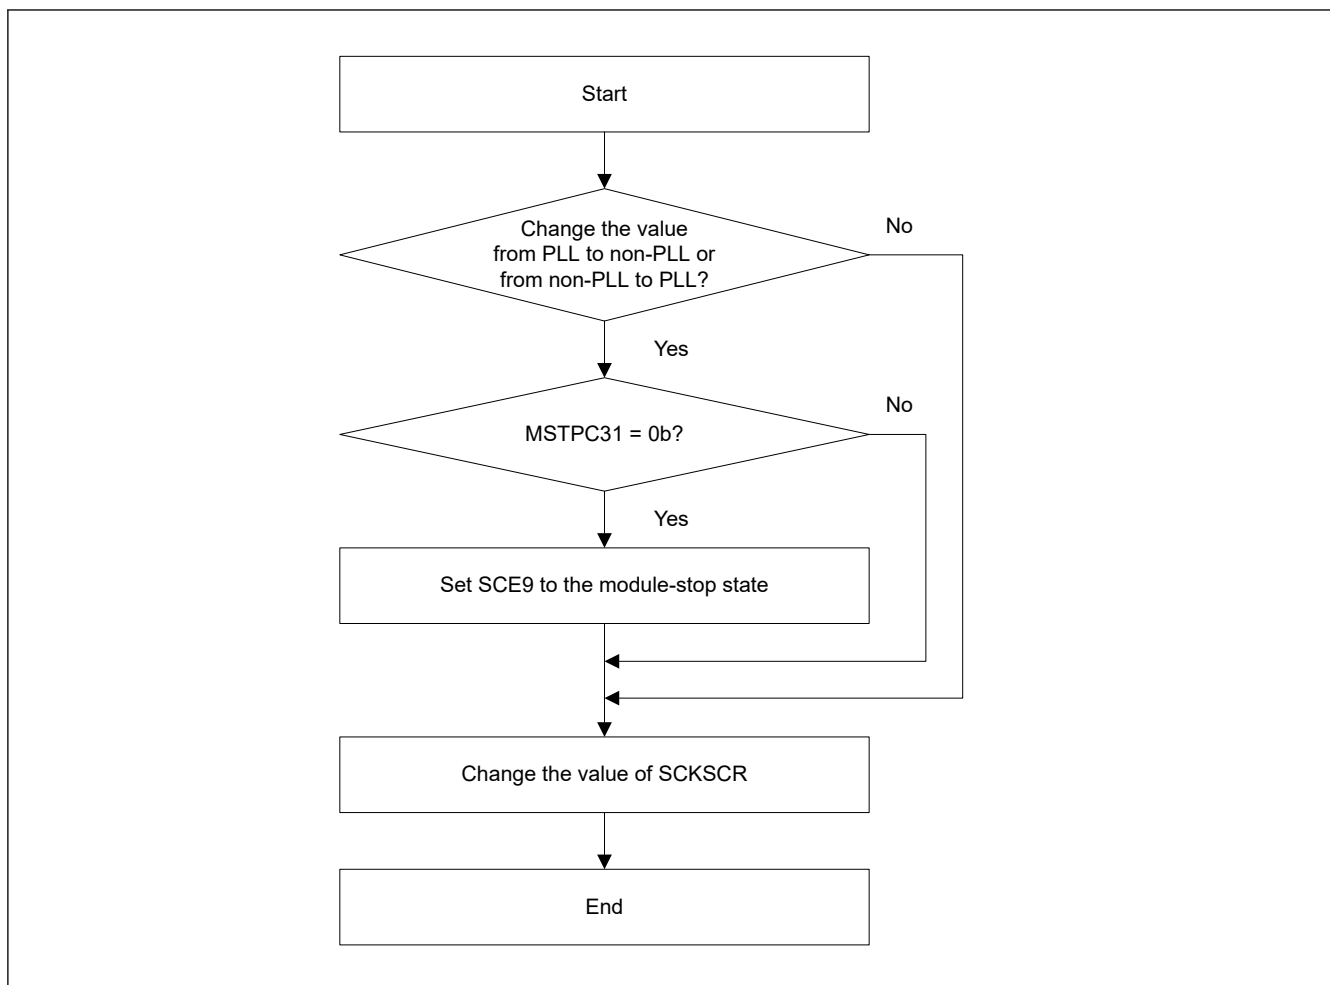 Start
Change the value
from PLL to non-PLL or
from non-PLL to PLL?
No
Yes
MSTPC31 = 0b?
No
Yes
Set SCE9 to the module-stop state
Change the value of SCKSCR
End